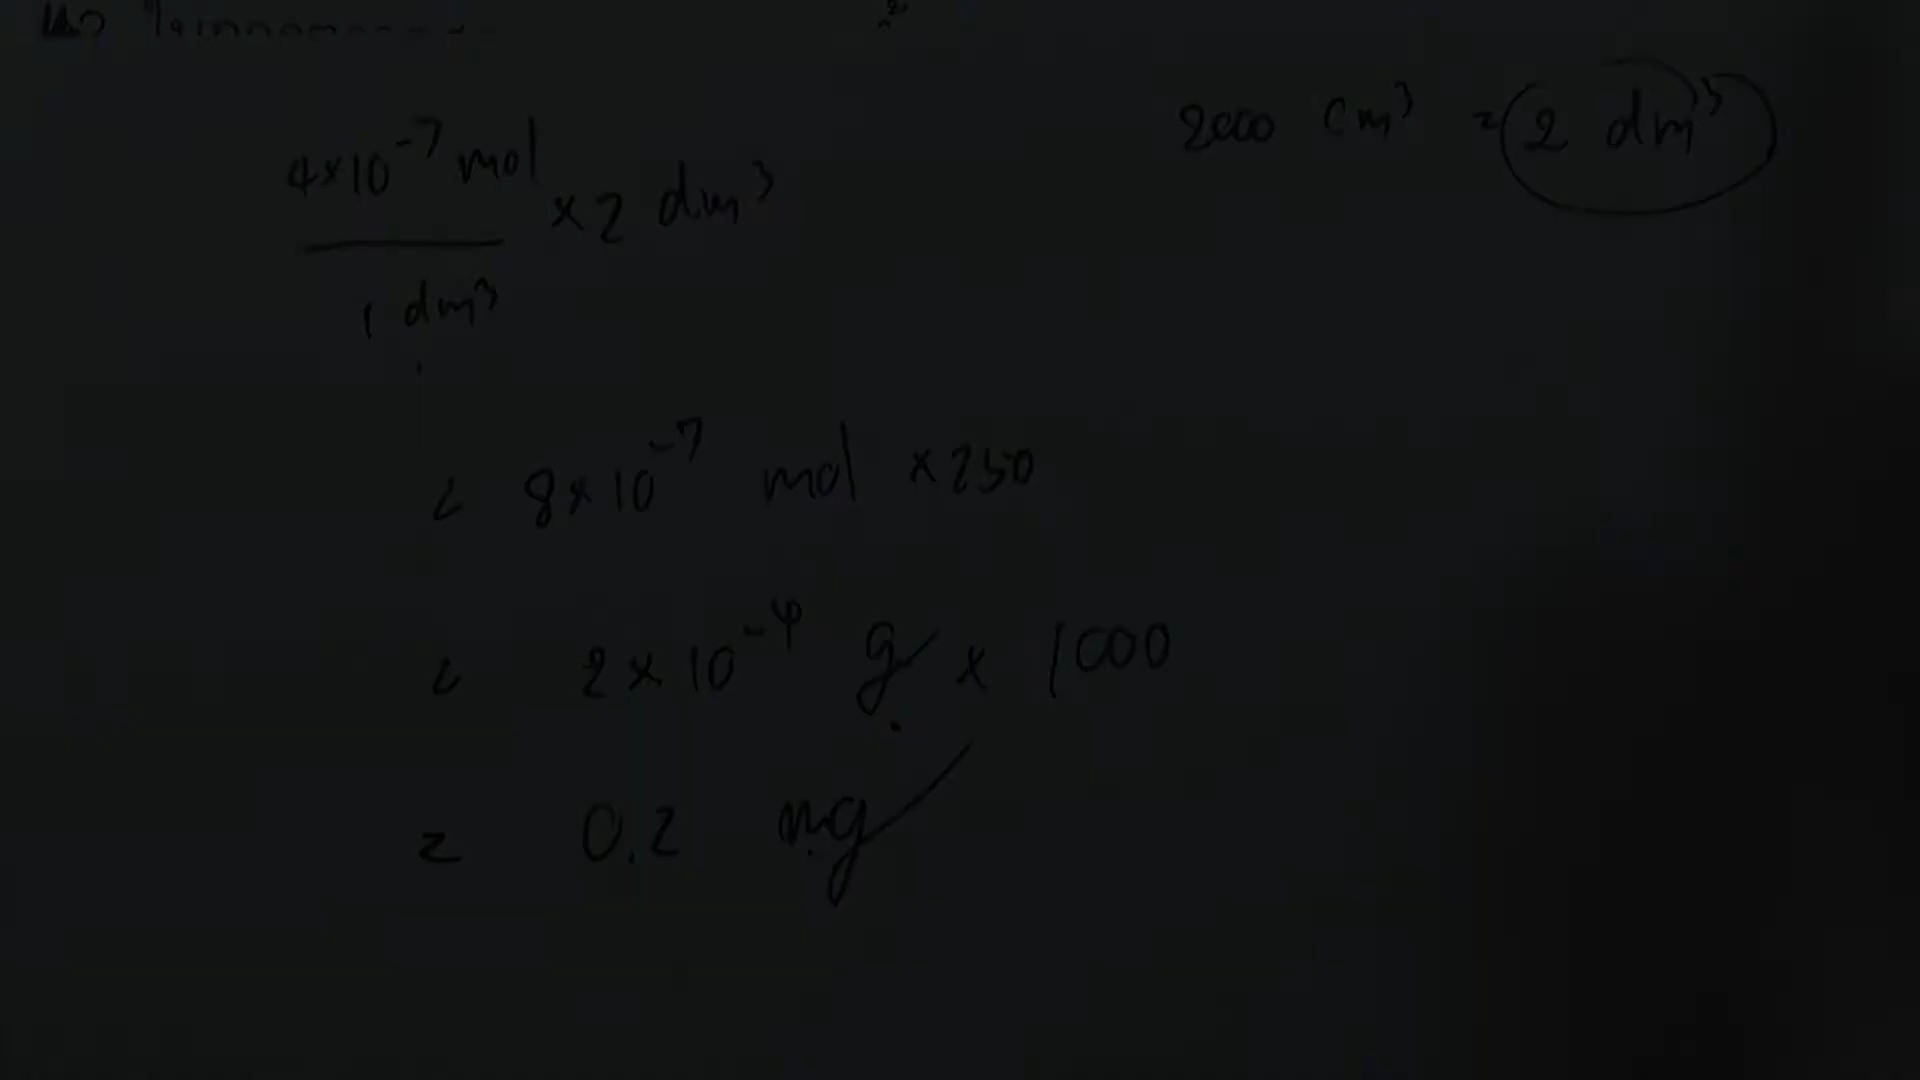 4×10⁻⁷ mol × 2 dm³
1 dm³
2000 cm³ = 2 dm³
= 8×10⁻⁷ mol × 250
= 2×10⁻⁴ g × 1000
= 0.2 mg